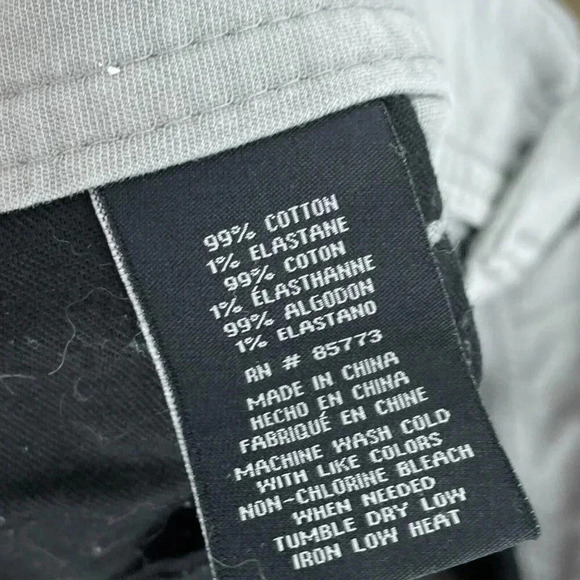 99% COTTON
1% ELASTANE
99% COTON
1% ÉLASTHANNE
99% ALGODON
1% ELASTANO
RN # 85773
MADE IN CHINA
HECHO EN CHINA
FABRIQUÉ EN CHINE
MACHINE WASH COLD
WITH LIKE COLORS
NON-CHLORINE BLEACH
WHEN NEEDED
TUMBLE DRY LOW
IRON LOW HEAT